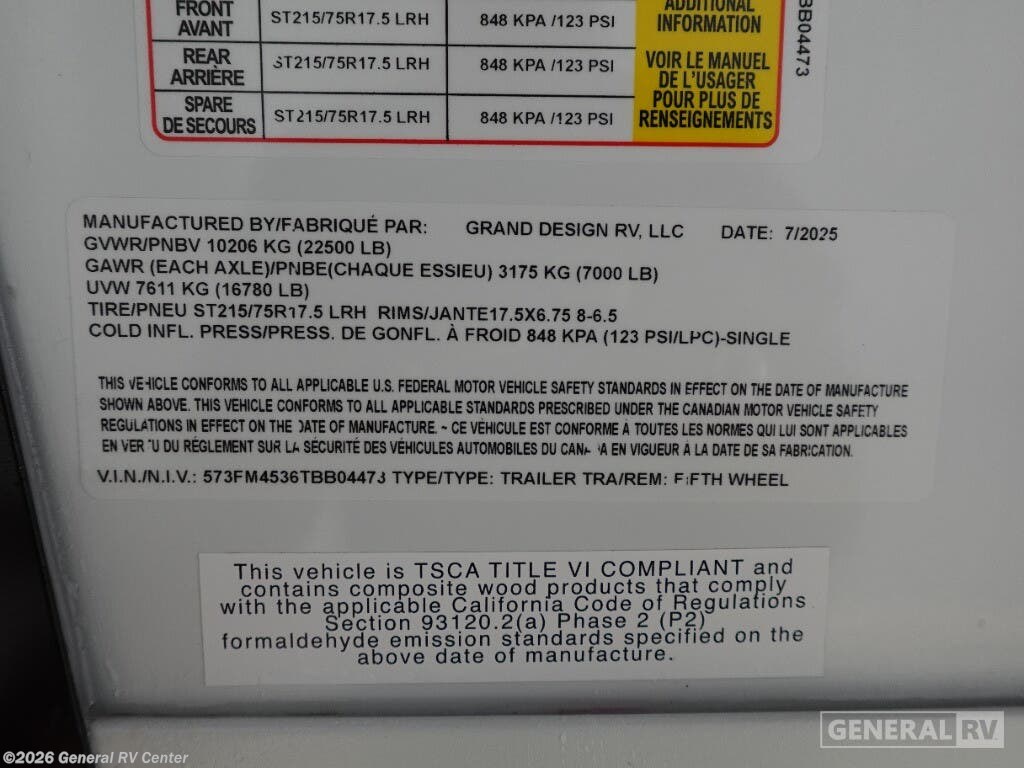 FRONT
AVANT
ST215/75R17.5 LRH
848 KPA /123 PSI
REAR
ARRIÈRE
ST215/75R17.5 LRH
848 KPA /123 PSI
SPARE
DE SECOURS
ST215/75R17.5 LRH
848 KPA /123 PSI
ADDITIONAL
INFORMATION
VOIR LE MANUEL
DE L'USAGER
POUR PLUS DE
RENSEIGNEMENTS
BB04473
MANUFACTURED BY/FABRIQUÉ PAR: GRAND DESIGN RV, LLC DATE: 7/2025
GVWR/PNBV 10206 KG (22500 LB)
GAWR (EACH AXLE)/PNBE(CHAQUE ESSIEU) 3175 KG (7000 LB)
UVW 7611 KG (16780 LB)
TIRE/PNEU ST215/75R17.5 LRH RIMS/JANTE17.5X6.75 8-6.5
COLD INFL. PRESS/PRESS. DE GONFL. À FROID 848 KPA (123 PSI/LPC)-SINGLE
THIS VEHICLE CONFORMS TO ALL APPLICABLE U.S. FEDERAL MOTOR VEHICLE SAFETY STANDARDS IN EFFECT ON THE DATE OF MANUFACTURE
SHOWN ABOVE. THIS VEHICLE CONFORMS TO ALL APPLICABLE STANDARDS PRESCRIBED UNDER THE CANADIAN MOTOR VEHICLE SAFETY
REGULATIONS IN EFFECT ON THE DATE OF MANUFACTURE. ~ CE VÉHICULE EST CONFORME À TOUTES LES NORMES QUI LUI SONT APPLICABLES
EN VERTU DU RÉGLEMENT SUR LA SÉCURITÉ DES VÉHICULES AUTOMOBILES DU CANADA EN VIGUEUR À LA DATE DE SA FABRICATION.
V.I.N./N.I.V.: 573FM4536TBB04473 TYPE/TYPE: TRAILER TRA/REM: FIFTH WHEEL
This vehicle is TSCA TITLE VI COMPLIANT and
contains composite wood products that comply
with the applicable California Code of Regulations
Section 93120.2(a) Phase 2 (P2)
formaldehyde emission standards specified on the
above date of manufacture.
GENERAL RV
©2026 General RV Center